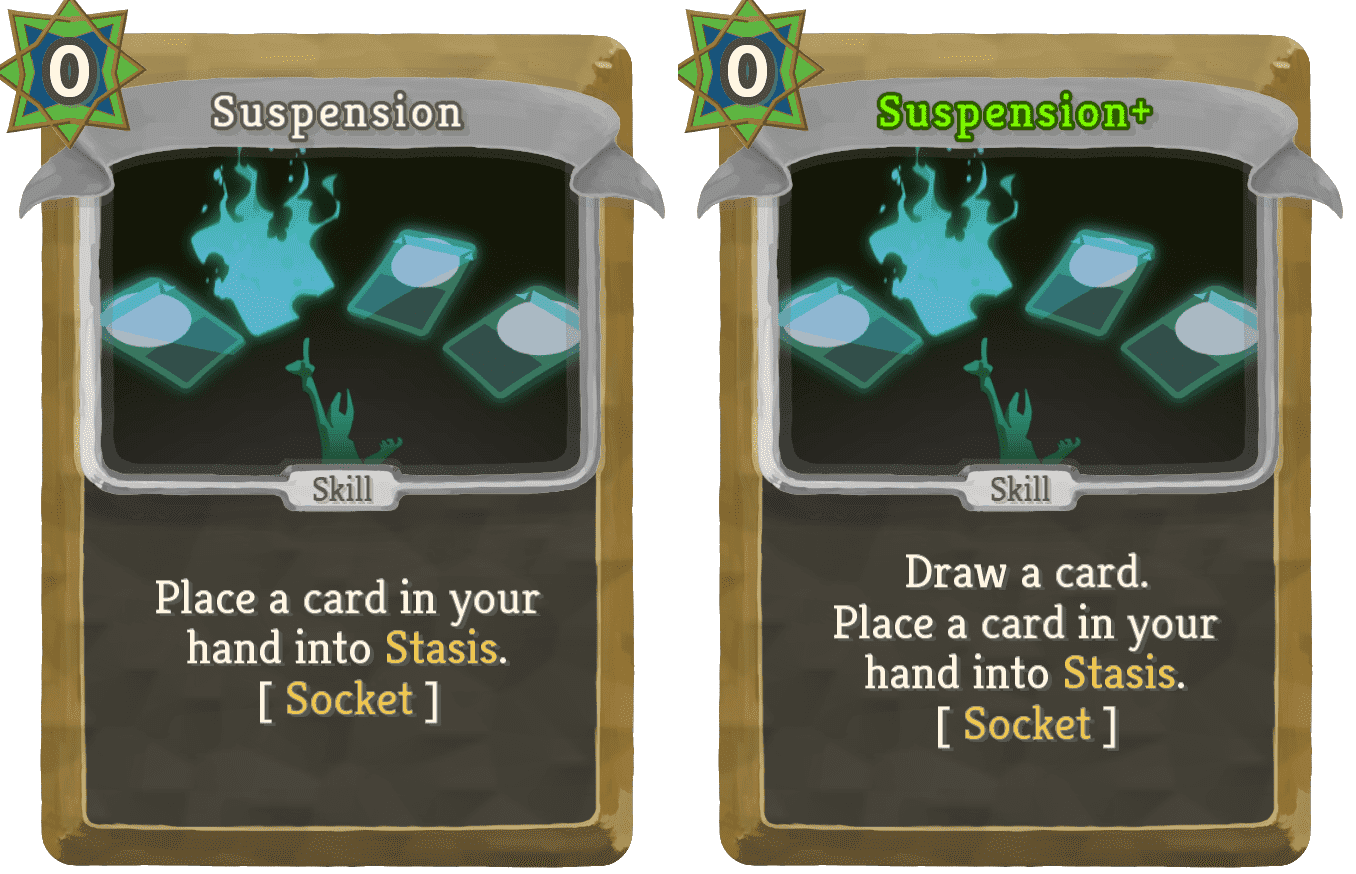 0
Suspension
Skill
Place a card in your
hand into Stasis.
[ Socket ]
0
Suspension+
Skill
Draw a card.
Place a card in your
hand into Stasis.
[ Socket ]